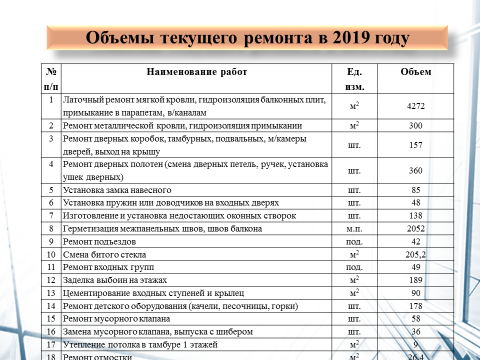 Объемы текущего ремонта в 2019 году
№ п/п Наименование работ Ед. изм. Объем
1 Латочный ремонт мягкой кровли, гидроизоляция балконных плит, примыкание в парапетам, в/каналам м2 4272
2 Ремонт металлической кровли, гидроизоляция примыкании м2 300
3 Ремонт дверных коробок, тамбурных, подвальных, м/камеры дверей, выход на крышу шт. 157
4 Ремонт дверных полотен (смена дверных петель, ручек, установка ушек дверных) шт. 360
5 Установка замка навесного шт. 85
6 Установка пружин или доводчиков на входных дверях шт. 48
7 Изготовление и установка недостающих оконных створок шт. 138
8 Герметизация межпанельных швов, швов балкона м.п. 2052
9 Ремонт подъездов под. 42
10 Смена битого стекла м2 205,2
11 Ремонт входных групп под. 49
12 Заделка выбоин на этажах м2 189
13 Цементирование входных ступеней и крылец м2 90
14 Ремонт детского оборудования (качели, песочницы, горки) шт. 178
15 Ремонт мусорного клапана шт. 58
16 Замена мусорного клапана, выпуска с шибером шт. 36
17 Утепление потолка в тамбуре 1 этажей м2 9
18 Ремонт отмостки м2 26,4